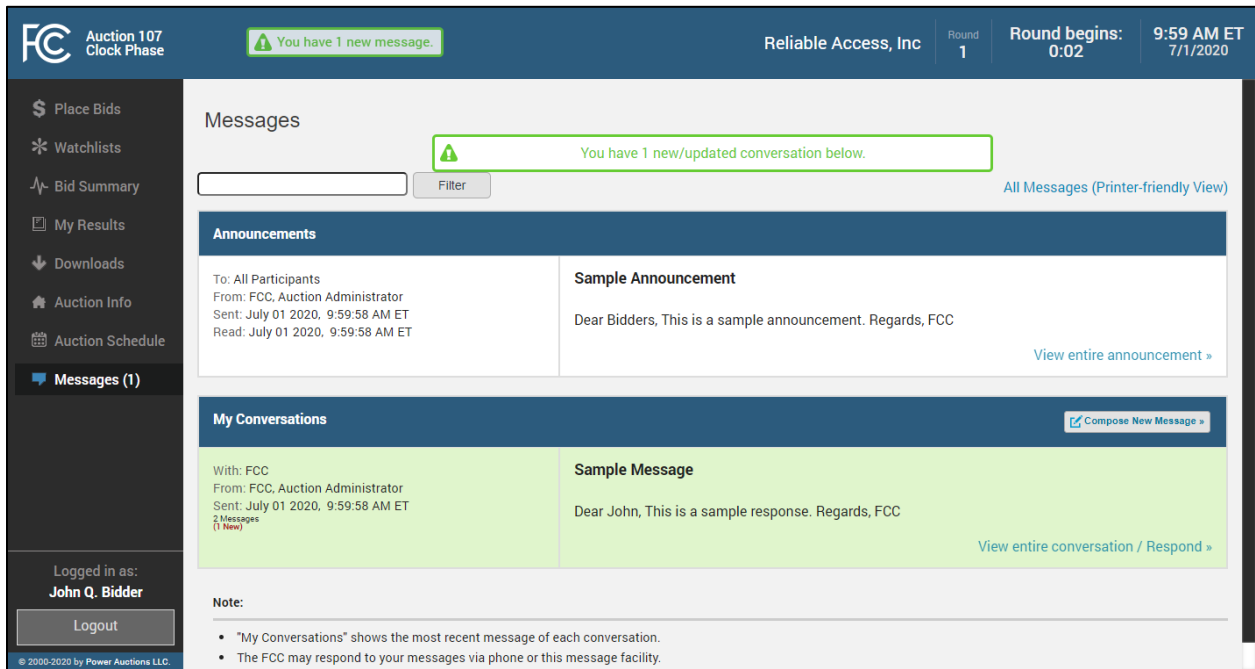 FCC
Auction 107
Clock Phase
You have 1 new message.
Reliable Access, Inc
Round
1
Round begins:
0:02
9:59 AM ET
7/1/2020
Place Bids
Watchlists
Bid Summary
My Results
Downloads
Auction Info
Auction Schedule
Messages (1)
Logged in as:
John Q. Bidder
Logout
© 2000-2020 by Power Auctions LLC.
Messages
You have 1 new/updated conversation below.
Filter
All Messages (Printer-friendly View)
Announcements
To: All Participants
From: FCC, Auction Administrator
Sent: July 01 2020, 9:59:58 AM ET
Read: July 01 2020, 9:59:58 AM ET
Sample Announcement
Dear Bidders, This is a sample announcement. Regards, FCC
View entire announcement »
My Conversations
Compose New Message »
With: FCC
From: FCC, Auction Administrator
Sent: July 01 2020, 9:59:58 AM ET
2 Messages
(1 New)
Sample Message
Dear John, This is a sample response. Regards, FCC
View entire conversation / Respond »
Note:
• "My Conversations" shows the most recent message of each conversation.
• The FCC may respond to your messages via phone or this message facility.